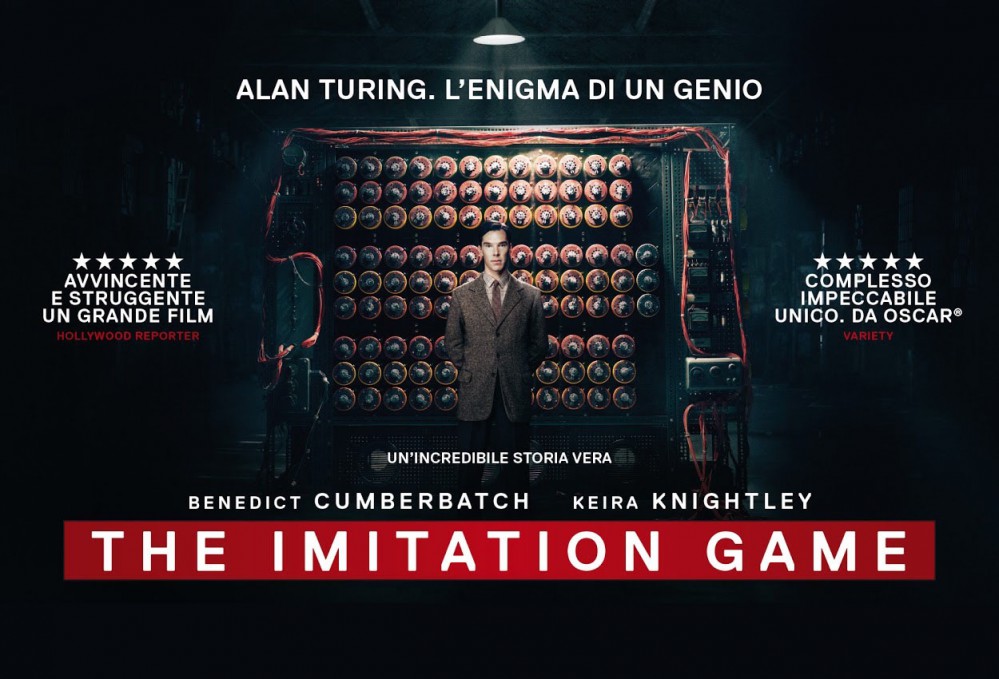 ALAN TURING. L'ENIGMA DI UN GENIO
★★★★★
AVVINCENTE
E STRUGGENTE
UN GRANDE FILM
HOLLYWOOD REPORTER
★★★★★
COMPLESSO
IMPECCABILE
UNICO. DA OSCAR®
VARIETY
UN'INCREDIBILE STORIA VERA
BENEDICT CUMBERBATCH KEIRA KNIGHTLEY
THE IMITATION GAME